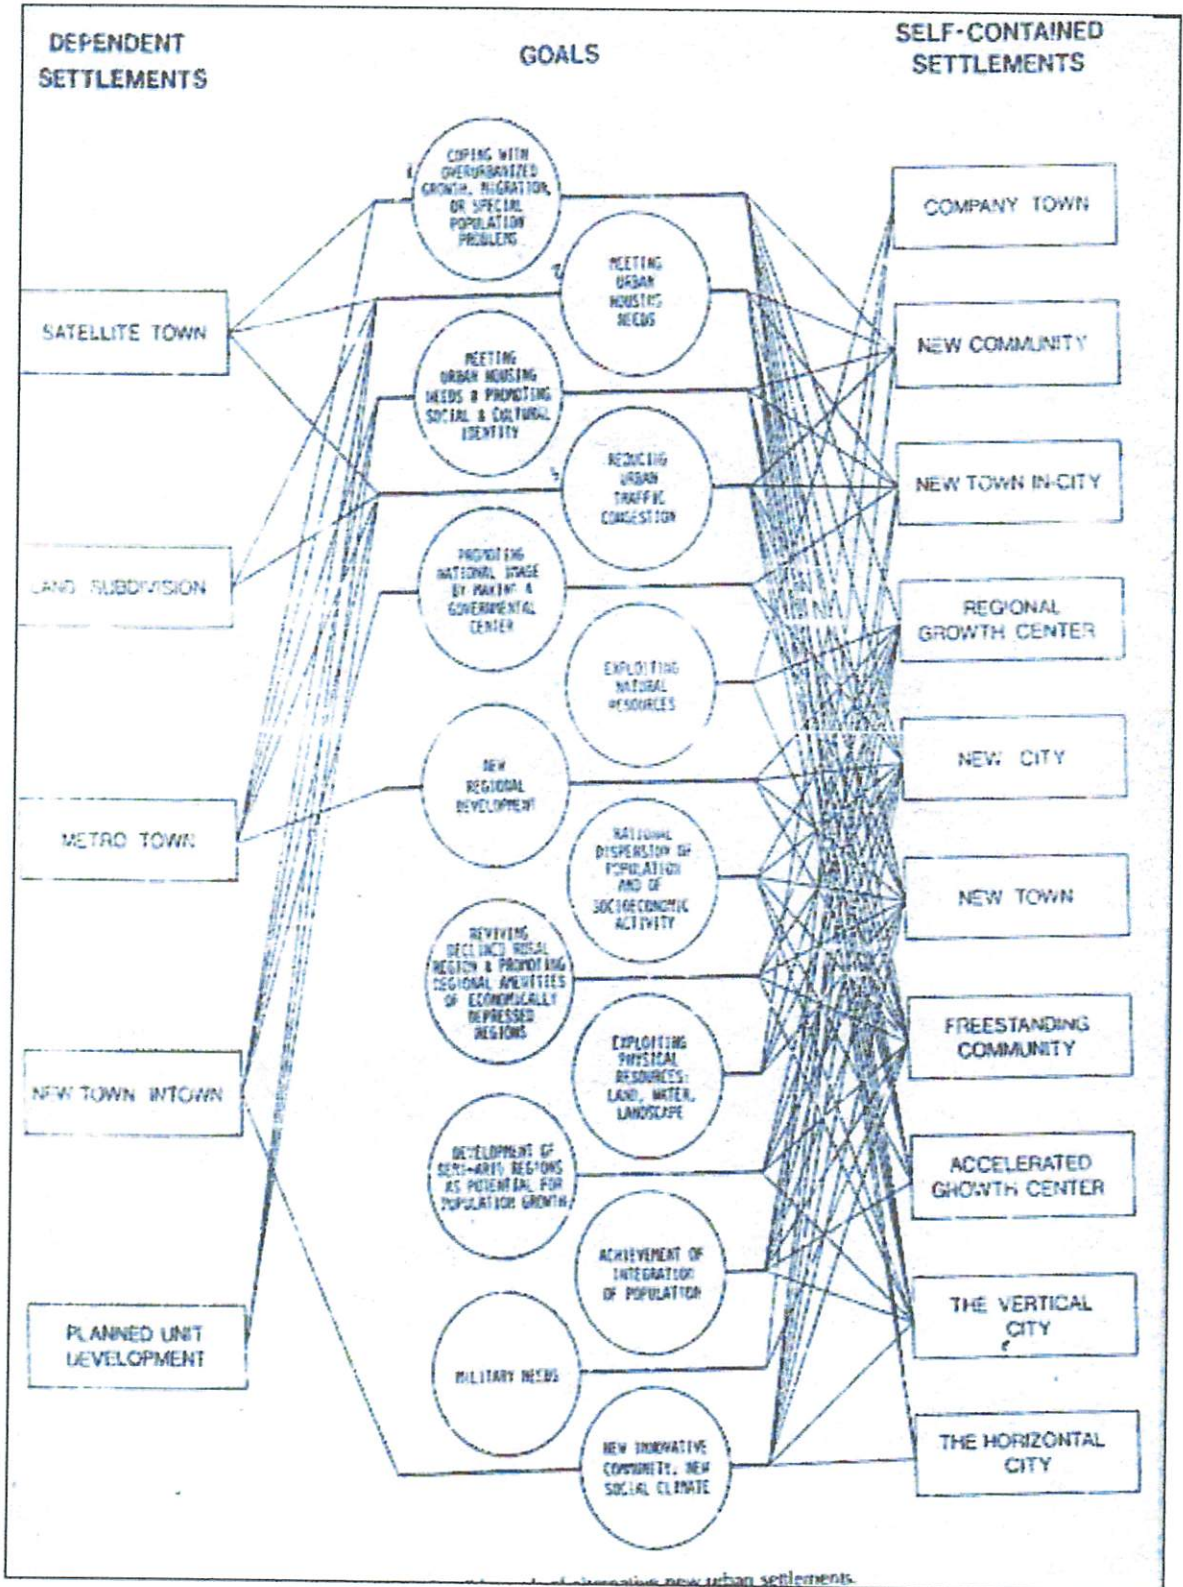 DEPENDENT
SETTLEMENTS
GOALS
SELF-CONTAINED
SETTLEMENTS
SATELLITE TOWN
LAND SUBDIVISION
METRO TOWN
NEW TOWN INTOWN
PLANNED UNIT
DEVELOPMENT
1
COPING WITH
OVERURBANIZED
GROWTH, MIGRATION,
OR SPECIAL
POPULATION
PROBLEMS
2
MEETING
URBAN
HOUSING
NEEDS
MEETING
URBAN HOUSING
NEEDS & PROMOTING
SOCIAL & CULTURAL
IDENTITY
REDUCING
URBAN
TRAFFIC
CONGESTION
PROMOTING
NATIONAL IMAGE
BY MAKING A
GOVERNMENTAL
CENTER
EXPLOITING
NATURAL
RESOURCES
NEW
REGIONAL
DEVELOPMENT
NATIONAL
DISPERSION OF
POPULATION
AND OF
SOCIOECONOMIC
ACTIVITY
REVIVING
RURAL
REGION & PROMOTING
REGIONAL AMENITIES
OF ECONOMICALLY
DEPRESSED
REGIONS
EXPLOITING
PHYSICAL
RESOURCES:
LAND, WATER,
LANDSCAPE
DEVELOPMENT OF
SEMI-ARID REGIONS
AS POTENTIAL FOR
POPULATION GROWTH
ACHIEVEMENT OF
INTEGRATION
OF POPULATION
MILITARY NEEDS
NEW INNOVATIVE
COMMUNITY, NEW
SOCIAL CLIMATE
COMPANY TOWN
NEW COMMUNITY
NEW TOWN IN-CITY
REGIONAL
GROWTH CENTER
NEW CITY
NEW TOWN
FREESTANDING
COMMUNITY
ACCELERATED
GROWTH CENTER
THE VERTICAL
CITY
THE HORIZONTAL
CITY
alternative new urban settlements.